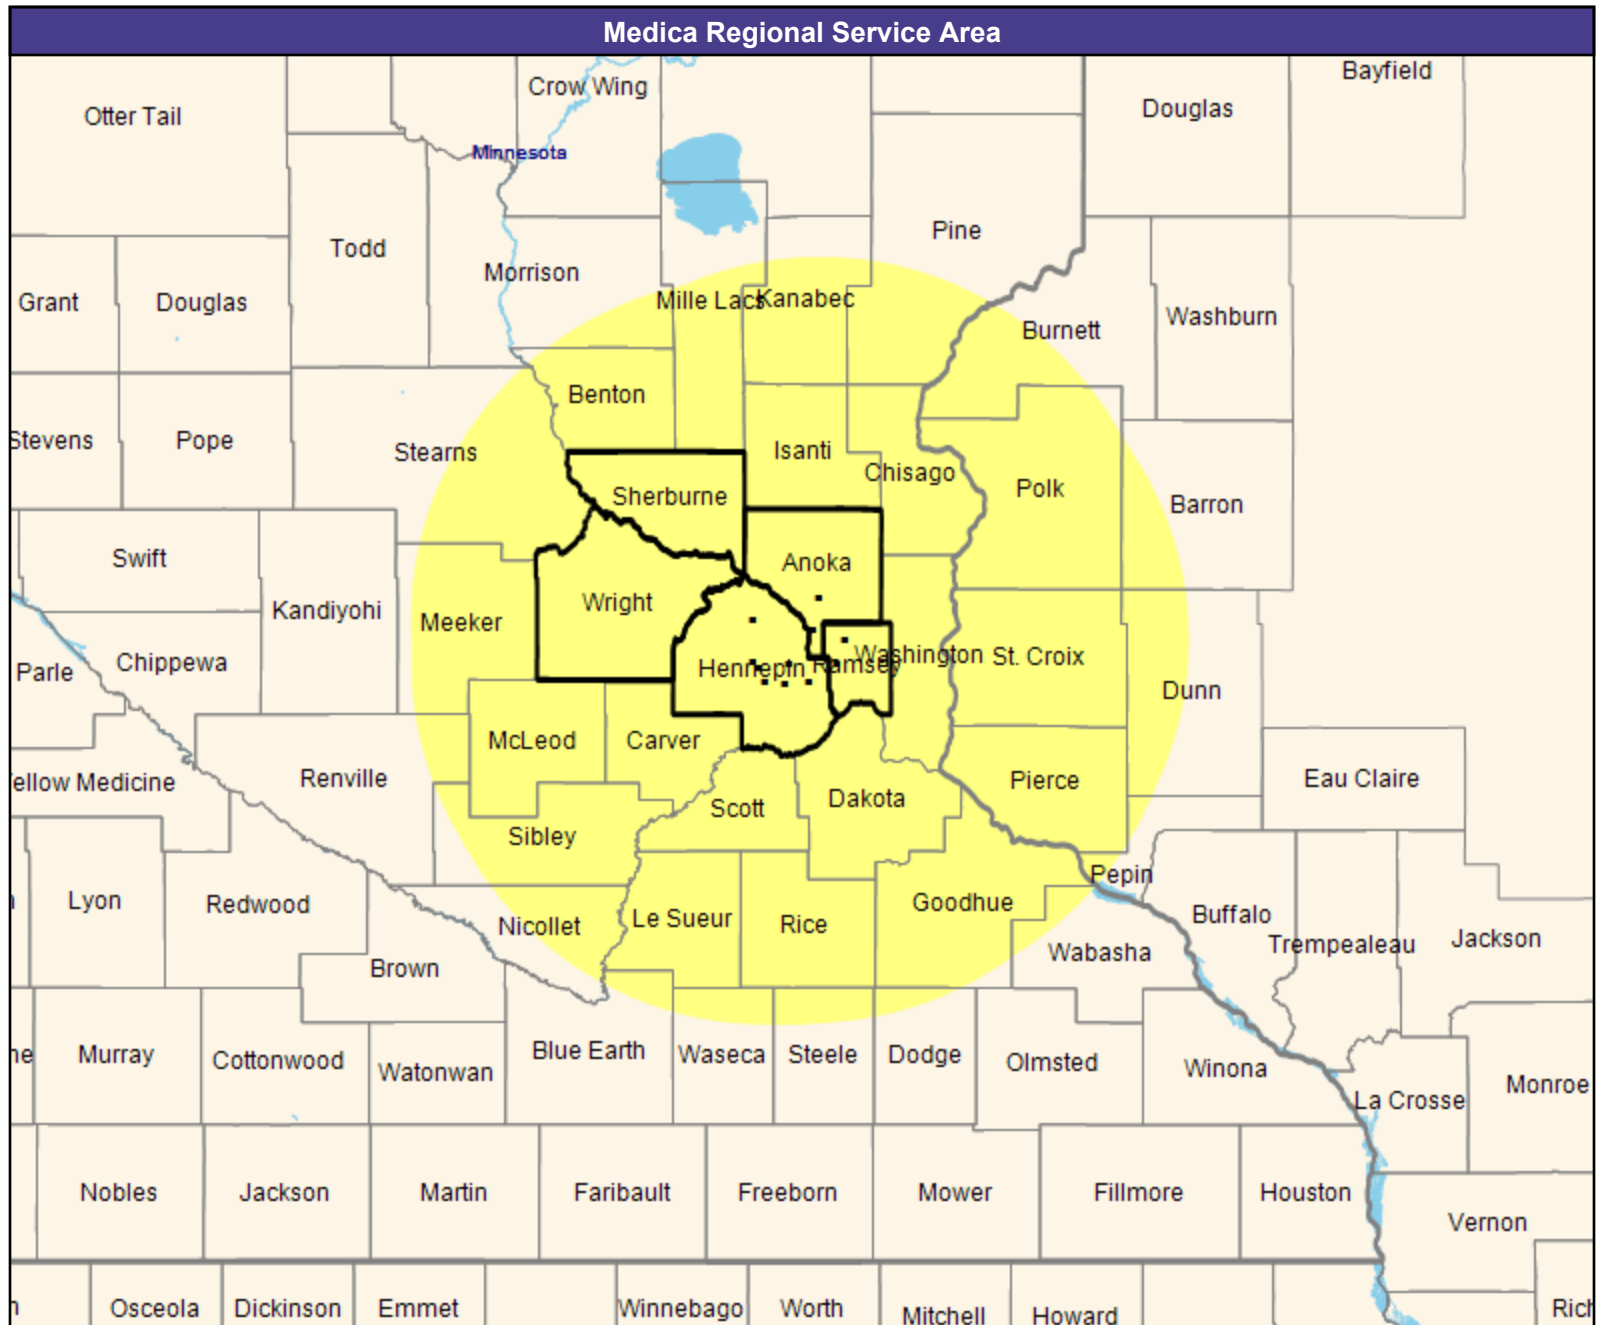 Medica Regional Service Area
Bayfield
Crow Wing
Douglas
Otter Tail
Minnesota
Pine
Todd
Morrison
Mille Lacs
Kanabec
Grant
Douglas
Washburn
Burnett
Benton
Stevens
Pope
Stearns
Isanti
Chisago
Polk
Sherburne
Barron
Swift
Anoka
Wright
Kandiyohi
Meeker
Washington
St. Croix
Parle
Chippewa
Hennepin
Ramsey
Dunn
McLeod
Carver
Renville
Eau Claire
ellow Medicine
Pierce
Dakota
Scott
Sibley
Pepin
Lyon
Redwood
Goodhue
Buffalo
Nicollet
Le Sueur
Rice
Trempealeau
Jackson
Wabasha
Brown
Blue Earth
Waseca
Steele
Dodge
ne
Murray
Cottonwood
Olmsted
Winona
Watonwan
Monroe
La Crosse
Nobles
Jackson
Martin
Faribault
Freeborn
Mower
Fillmore
Houston
Vernon
n
Osceola
Dickinson
Emmet
Winnebago
Worth
Mitchell
Howard
Rich